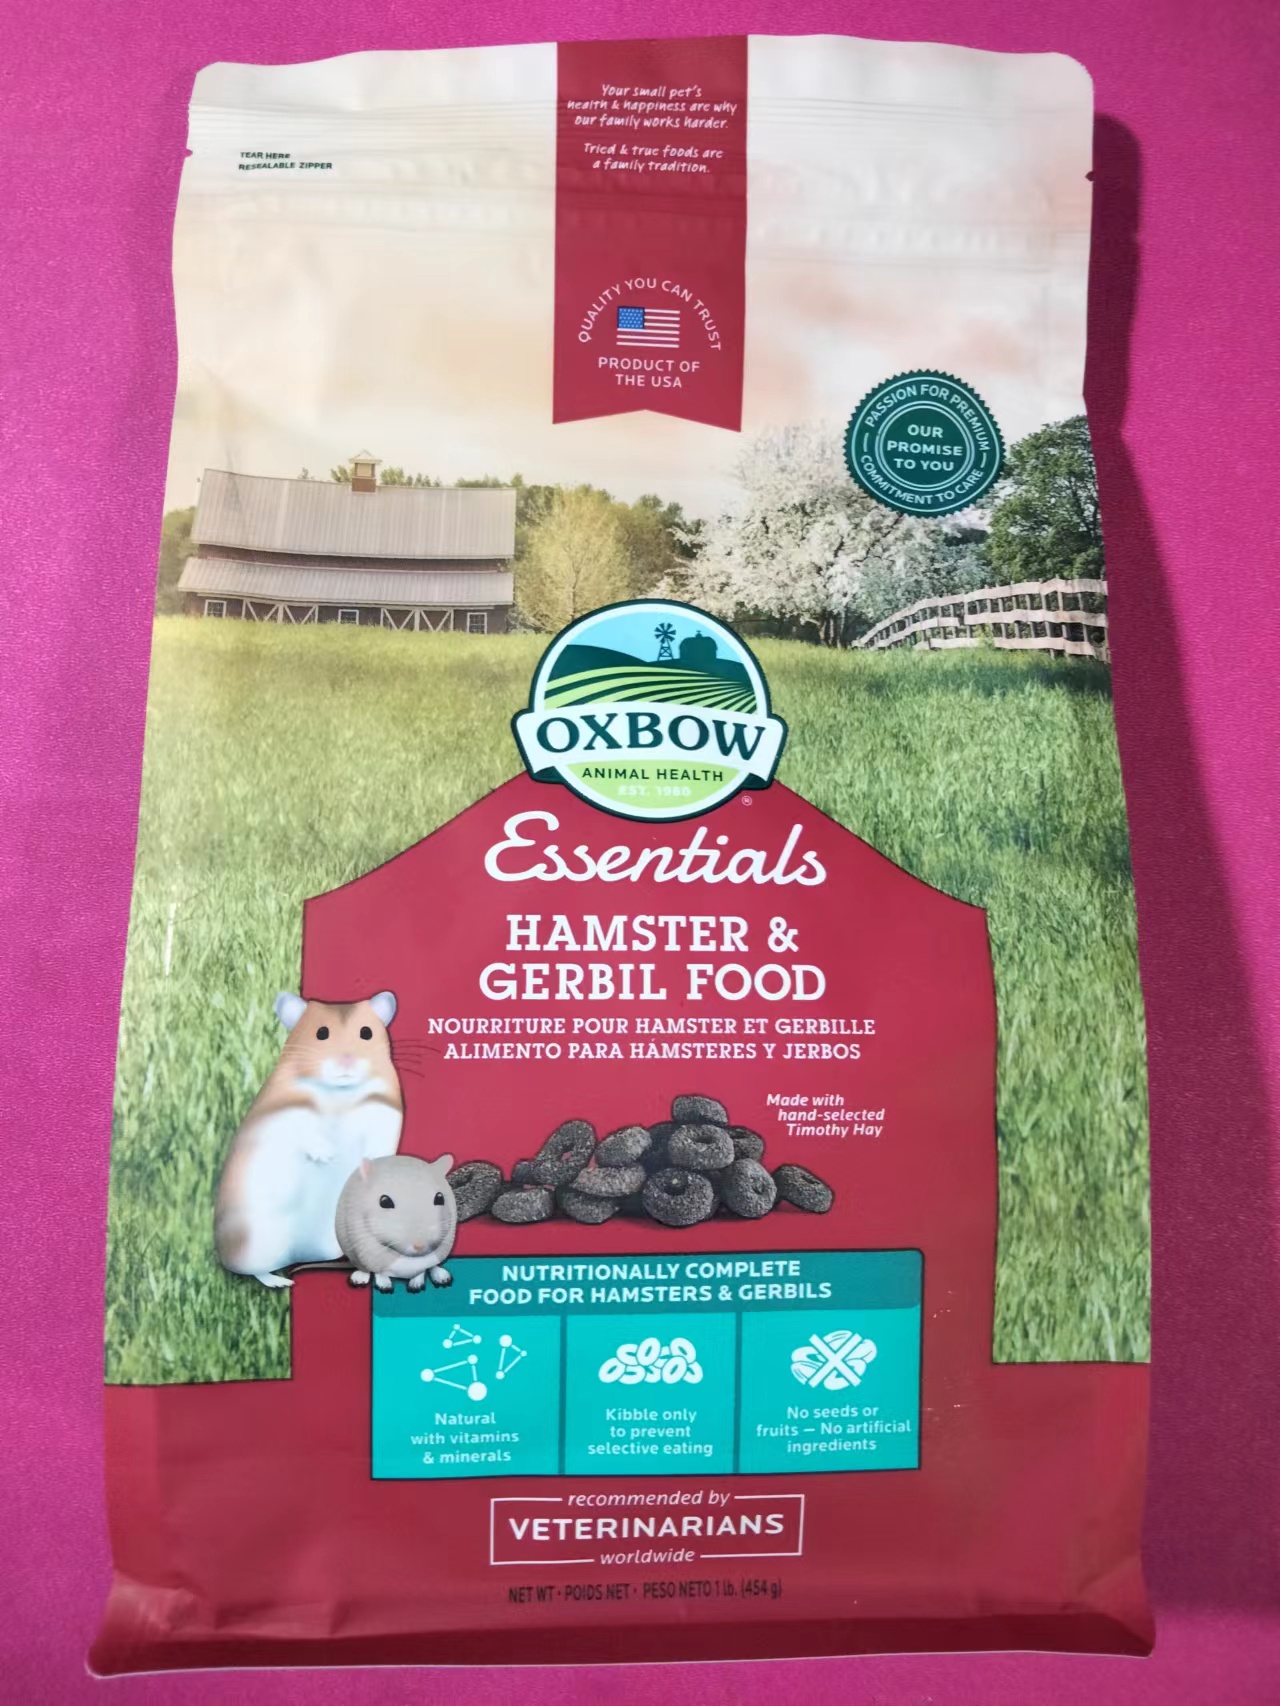 Your small pet's
health & happiness are why
our family works harder.
Tried & true foods are
a family tradition.
TEAR HERE
RESEALABLE ZIPPER
QUALITY YOU CAN TRUST
PRODUCT OF
THE USA
PASSION FOR PREMIUM
OUR
PROMISE
TO YOU
COMMITMENT TO CARE
OXBOW
ANIMAL HEALTH
EST. 1980
®
Essentials
HAMSTER &
GERBIL FOOD
NOURRITURE POUR HAMSTER ET GERBILLE
ALIMENTO PARA HÁMSTERES Y JERBOS
Made with
hand-selected
Timothy Hay
NUTRITIONALLY COMPLETE
FOOD FOR HAMSTERS & GERBILS
Natural
with vitamins
& minerals
Kibble only
to prevent
selective eating
No seeds or
fruits — No artificial
ingredients
recommended by
VETERINARIANS
worldwide
NET WT • POIDS NET • PESO NETO 1 lb. (454 g)